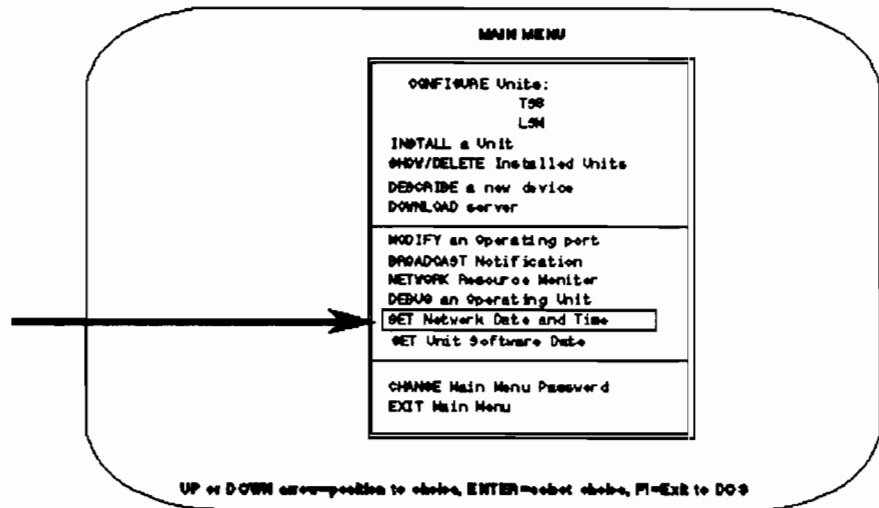 MAIN MENU
CONFIGURE Units:
TSB
LSM
INSTALL a Unit
SHOW/DELETE Installed Units
DESCRIBE a new device
DOWNLOAD server
MODIFY an Operating port
BROADCAST Notification
NETWORK Resource Moniter
DEBUG an Operating Unit
SET Network Date and Time
SET Unit Software Date
CHANGE Main Menu Password
EXIT Main Menu
UP or DOWN arrow=position to choice, ENTER=select choice, F1=Exit to DOS